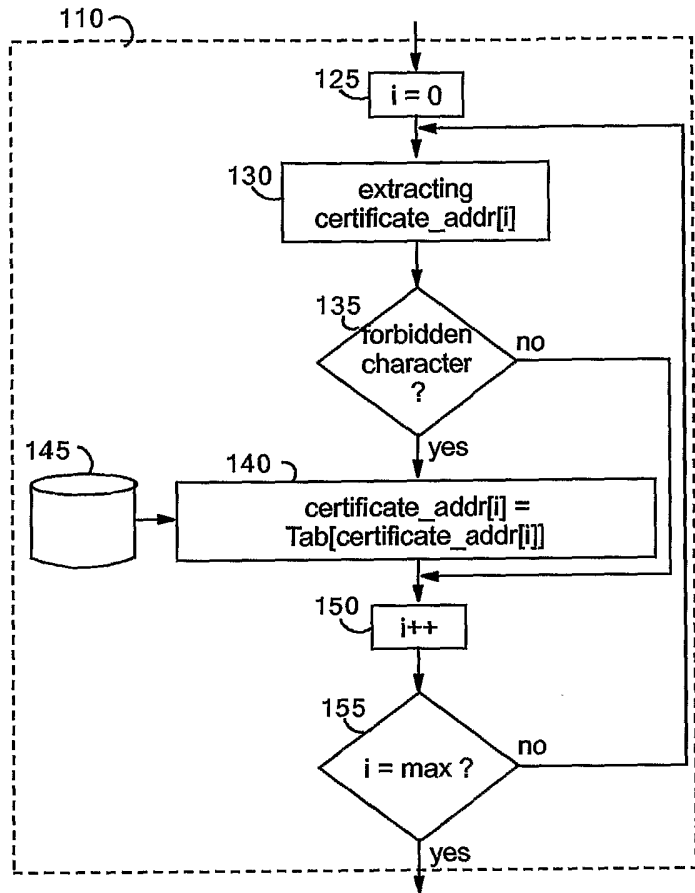 110
125
i = 0
130
extracting
certificate_addr[i]
135
forbidden
character
?
no
yes
145
140
certificate_addr[i] =
Tab[certificate_addr[i]]
150
i++
155
i = max ?
no
yes